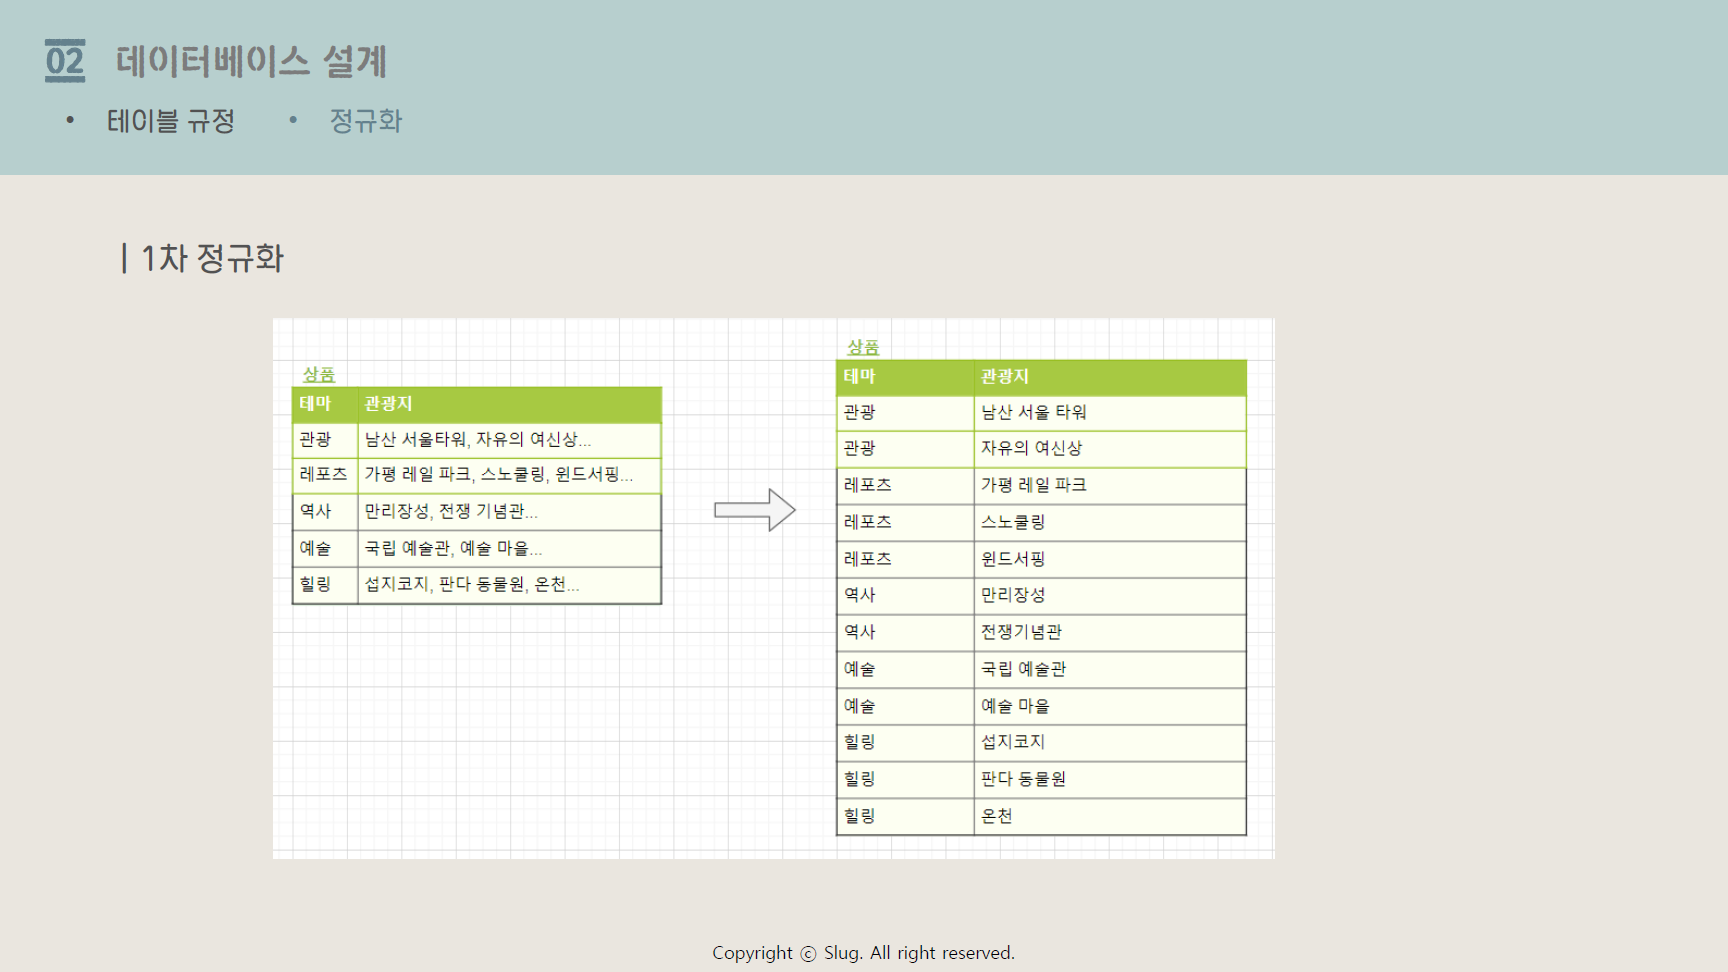 02 데이터베이스 설계
• 테이블 규정 • 정규화
| 1차 정규화
상품
테마 관광지
관광 남산 서울타워, 자유의 여신상...
레포츠 가평 레일 파크, 스노쿨링, 윈드서핑...
역사 만리장성, 전쟁 기념관...
예술 국립 예술관, 예술 마을...
힐링 섭지코지, 판다 동물원, 온천...
상품
테마 관광지
관광 남산 서울 타워
관광 자유의 여신상
레포츠 가평 레일 파크
레포츠 스노쿨링
레포츠 윈드서핑
역사 만리장성
역사 전쟁기념관
예술 국립 예술관
예술 예술 마을
힐링 섭지코지
힐링 판다 동물원
힐링 온천
Copyright ⓒ Slug. All right reserved.